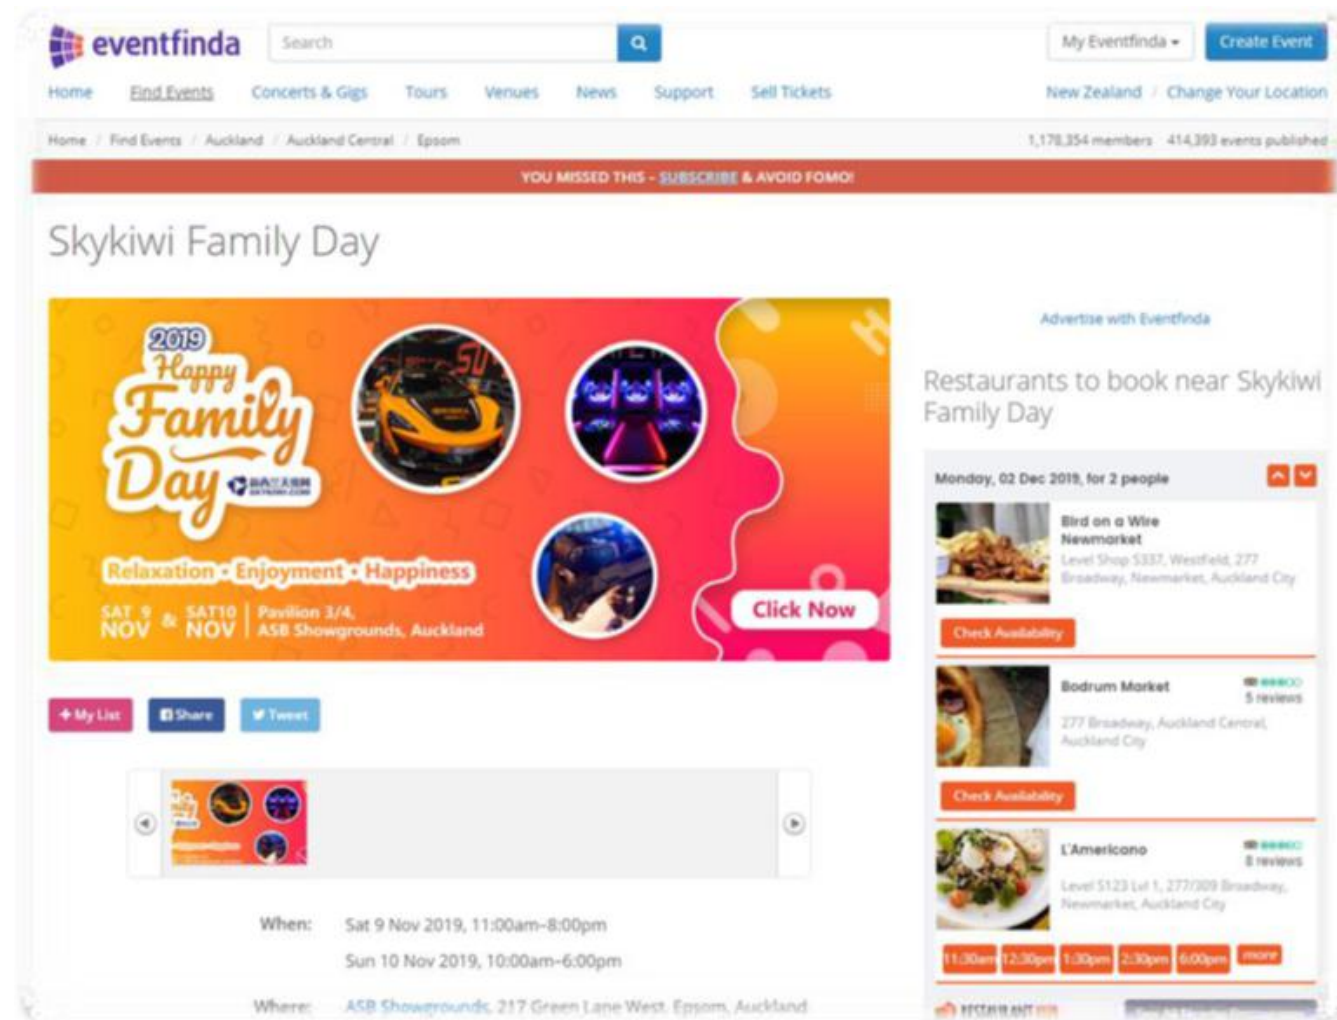 eventfinda
Search
My Eventfinda
Create Event
Home Find Events Concerts & Gigs Tours Venues News Support Sell Tickets
New Zealand / Change Your Location
Home / Find Events / Auckland / Auckland Central / Epsom
1,178,354 members 414,393 events published
YOU MISSED THIS - SUBSCRIBE & AVOID FOMO!
Skykiwi Family Day
2019
Happy
Family
Day
SKYKIWI.COM
Relaxation • Enjoyment • Happiness
SAT 9 NOV & SAT10 NOV
Pavilion 3/4,
ASB Showgrounds, Auckland
Click Now
+ My List
Share
Tweet
When: Sat 9 Nov 2019, 11:00am–8:00pm
Sun 10 Nov 2019, 10:00am–6:00pm
Where: ASB Showgrounds, 217 Green Lane West, Epsom, Auckland
Advertise with Eventfinda
Restaurants to book near Skykiwi
Family Day
Monday, 02 Dec 2019, for 2 people
Bird on a Wire
Newmarket
Level Shop S337, Westfield, 277
Broadway, Newmarket, Auckland City
Check Availability
Bodrum Market
5 reviews
277 Broadway, Auckland Central,
Auckland City
Check Availability
L'Americano
8 reviews
Level S123 Lvl 1, 277/309 Broadway,
Newmarket, Auckland City
11:30am 12:30pm 1:30pm 2:30pm 6:00pm more
RESTAURANT HUB